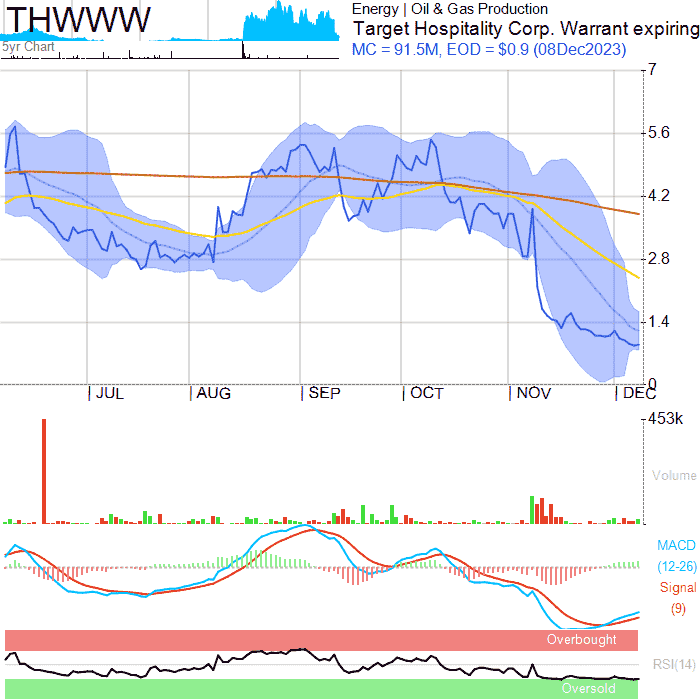 THWWW
5yr Chart
Energy | Oil & Gas Production
Target Hospitality Corp. Warrant expiring
MC = 91.5M, EOD = $0.9 (08Dec2023)
7
5.6
4.2
2.8
1.4
0
JUL AUG SEP OCT NOV DEC
453k
Volume
MACD
(12-26)
Signal
(9)
Overbought
RSI(14)
Oversold